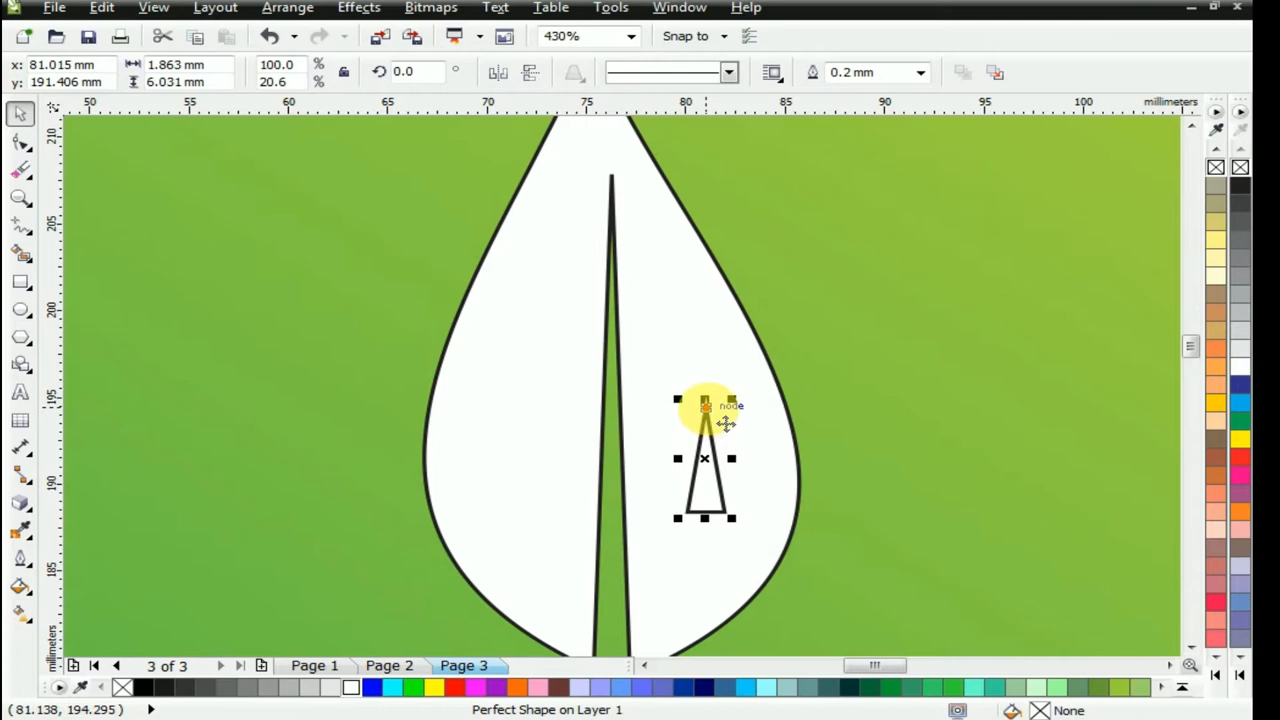 File Edit View Layout Arrange Effects Bitmaps Text Table Tools Window Help
430% Snap to
x: 81.015 mm 1.863 mm 100.0 % 0.0 ° 0.2 mm
y: 191.406 mm 6.031 mm 20.6 %
50 55 60 65 70 75 80 85 90 95 100 millimeters
210
205
200
195
190
185
millimeters
node
3 of 3 Page 1 Page 2 Page 3
(81.138, 194.295) Perfect Shape on Layer 1 None